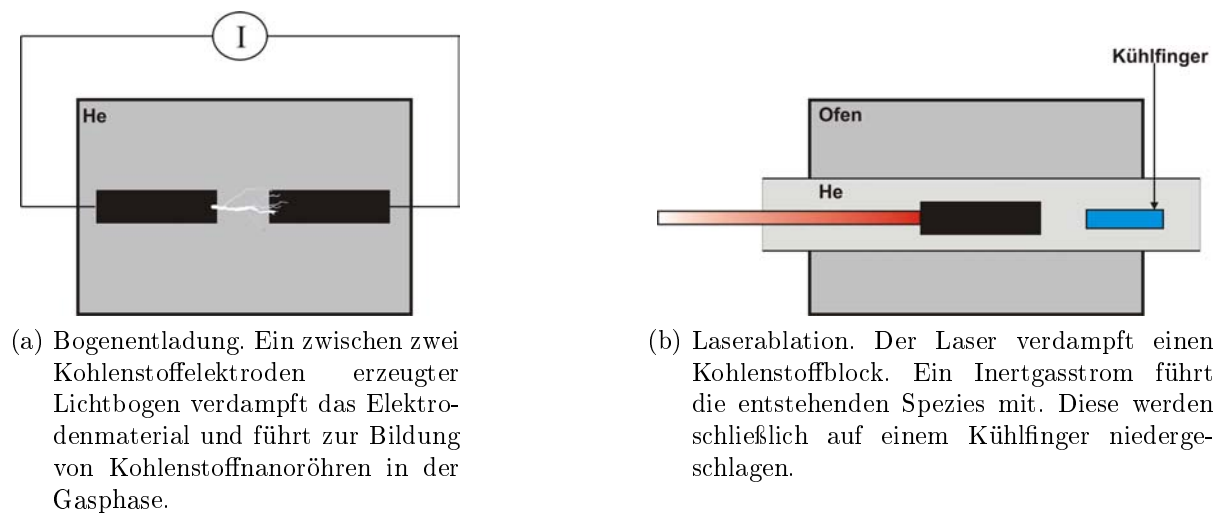 I
He
Kühlfinger
Ofen
He
(a) Bogenentladung. Ein zwischen zwei
Kohlenstoffelektroden erzeugter
Lichtbogen verdampft das Elektro-
denmaterial und führt zur Bildung
von Kohlenstoffnanoröhren in der
Gasphase.
(b) Laserablation. Der Laser verdampft einen
Kohlenstoffblock. Ein Inertgasstrom führt
die entstehenden Spezies mit. Diese werden
schließlich auf einem Kühlfinger niederge-
schlagen.